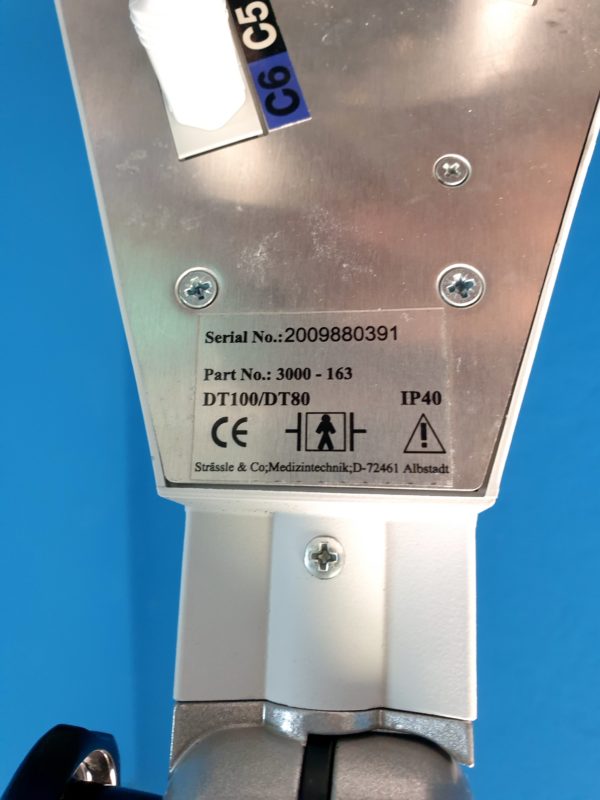 C5
C6
Serial No.: 2009880391
Part No.: 3000 - 163
DT100/DT80 IP40
CE
Strässle & Co;Medizintechnik;D-72461 Albstadt